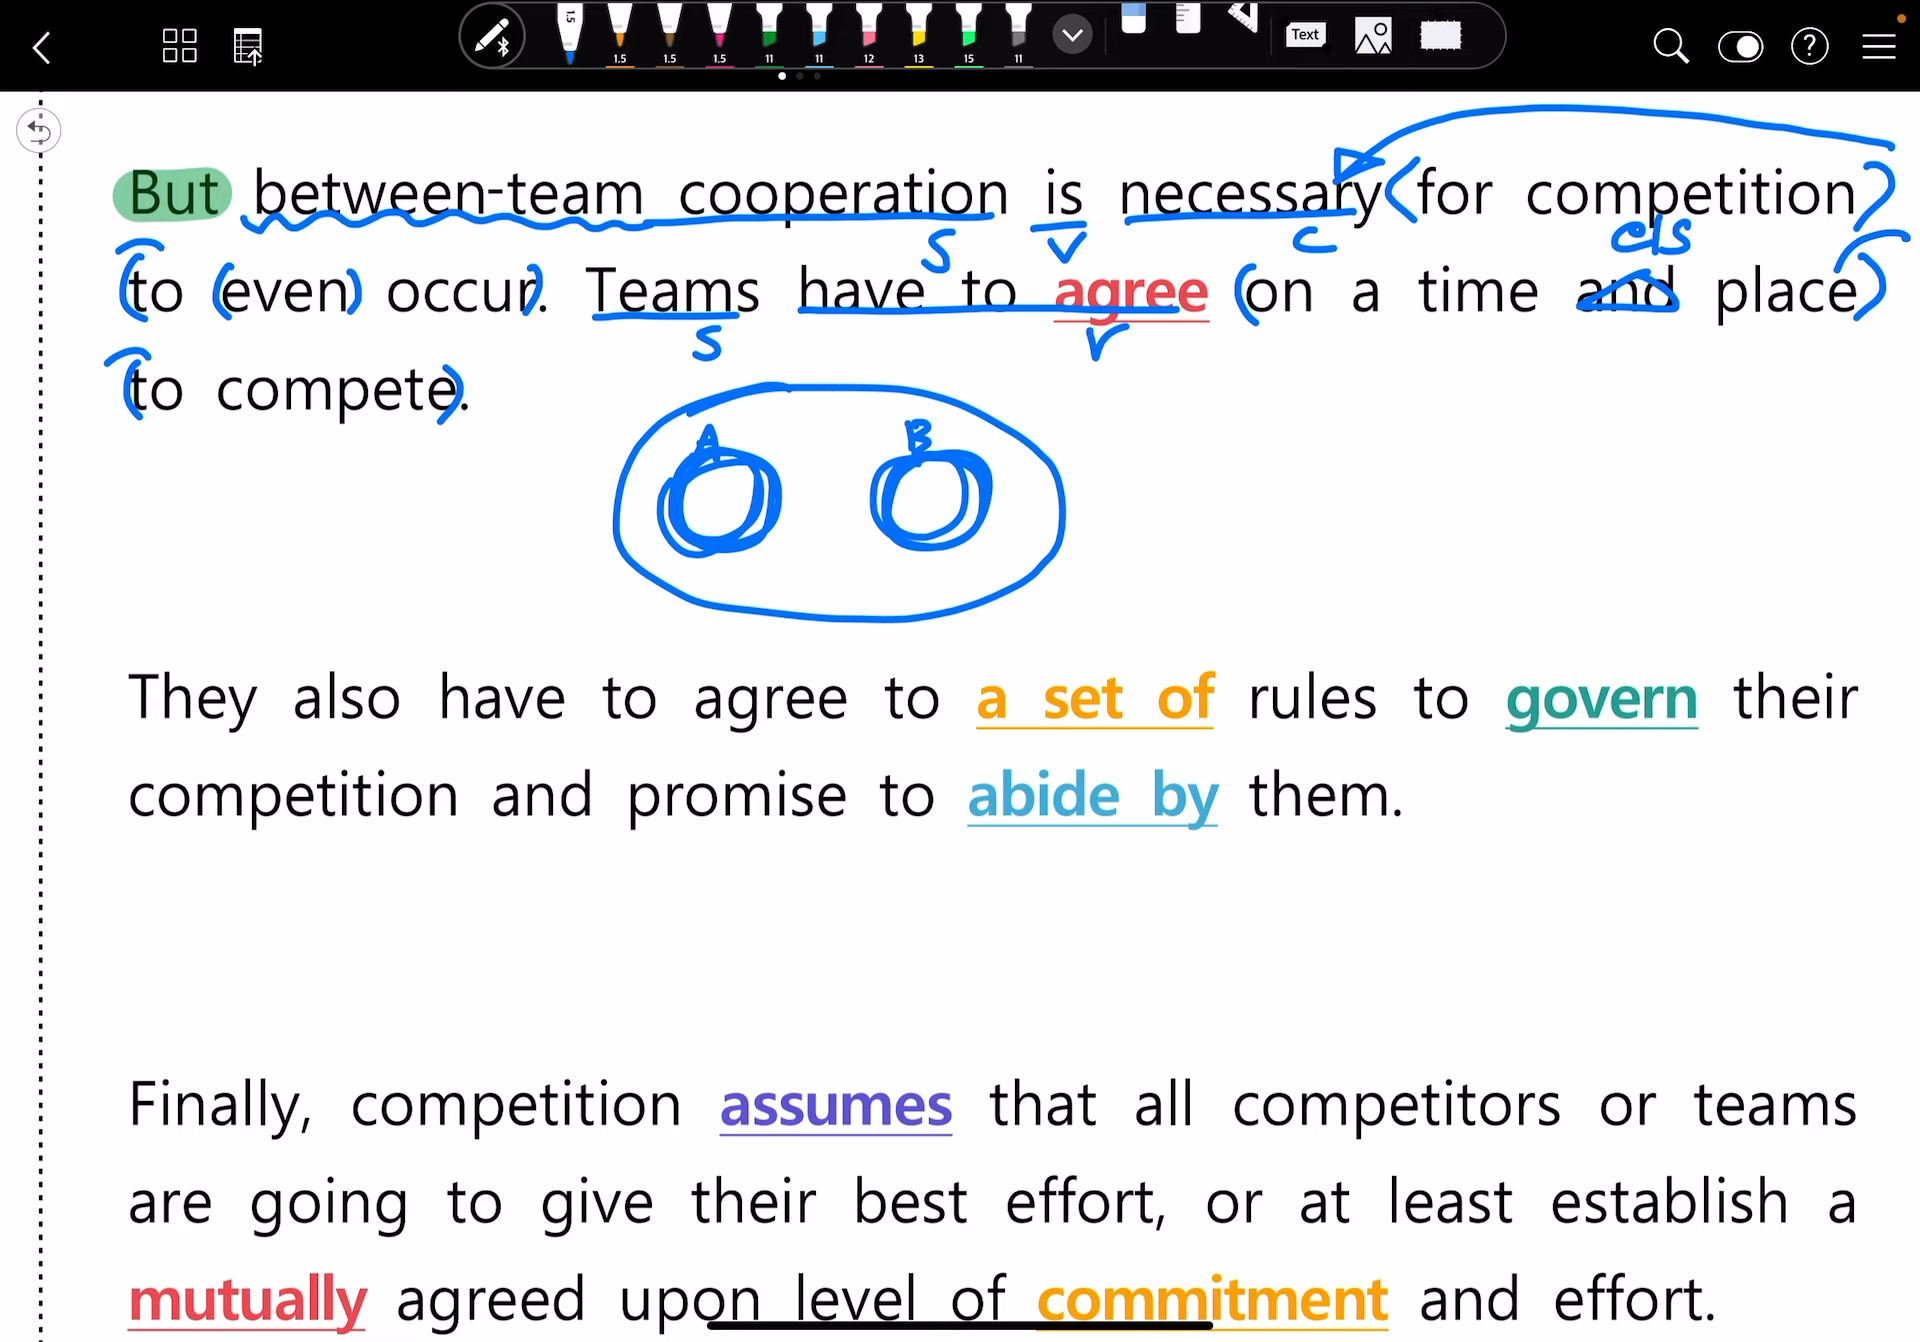 1.5 1.5 1.5 1.5 11 11 12 13 15 11 Text
But between-team cooperation is necessary (for competition)
S V C
(to (even) occur). Teams have to agree (on a time and place)
S V
(to compete).
A B
They also have to agree to a set of rules to govern their
competition and promise to abide by them.
Finally, competition assumes that all competitors or teams
are going to give their best effort, or at least establish a
mutually agreed upon level of commitment and effort.